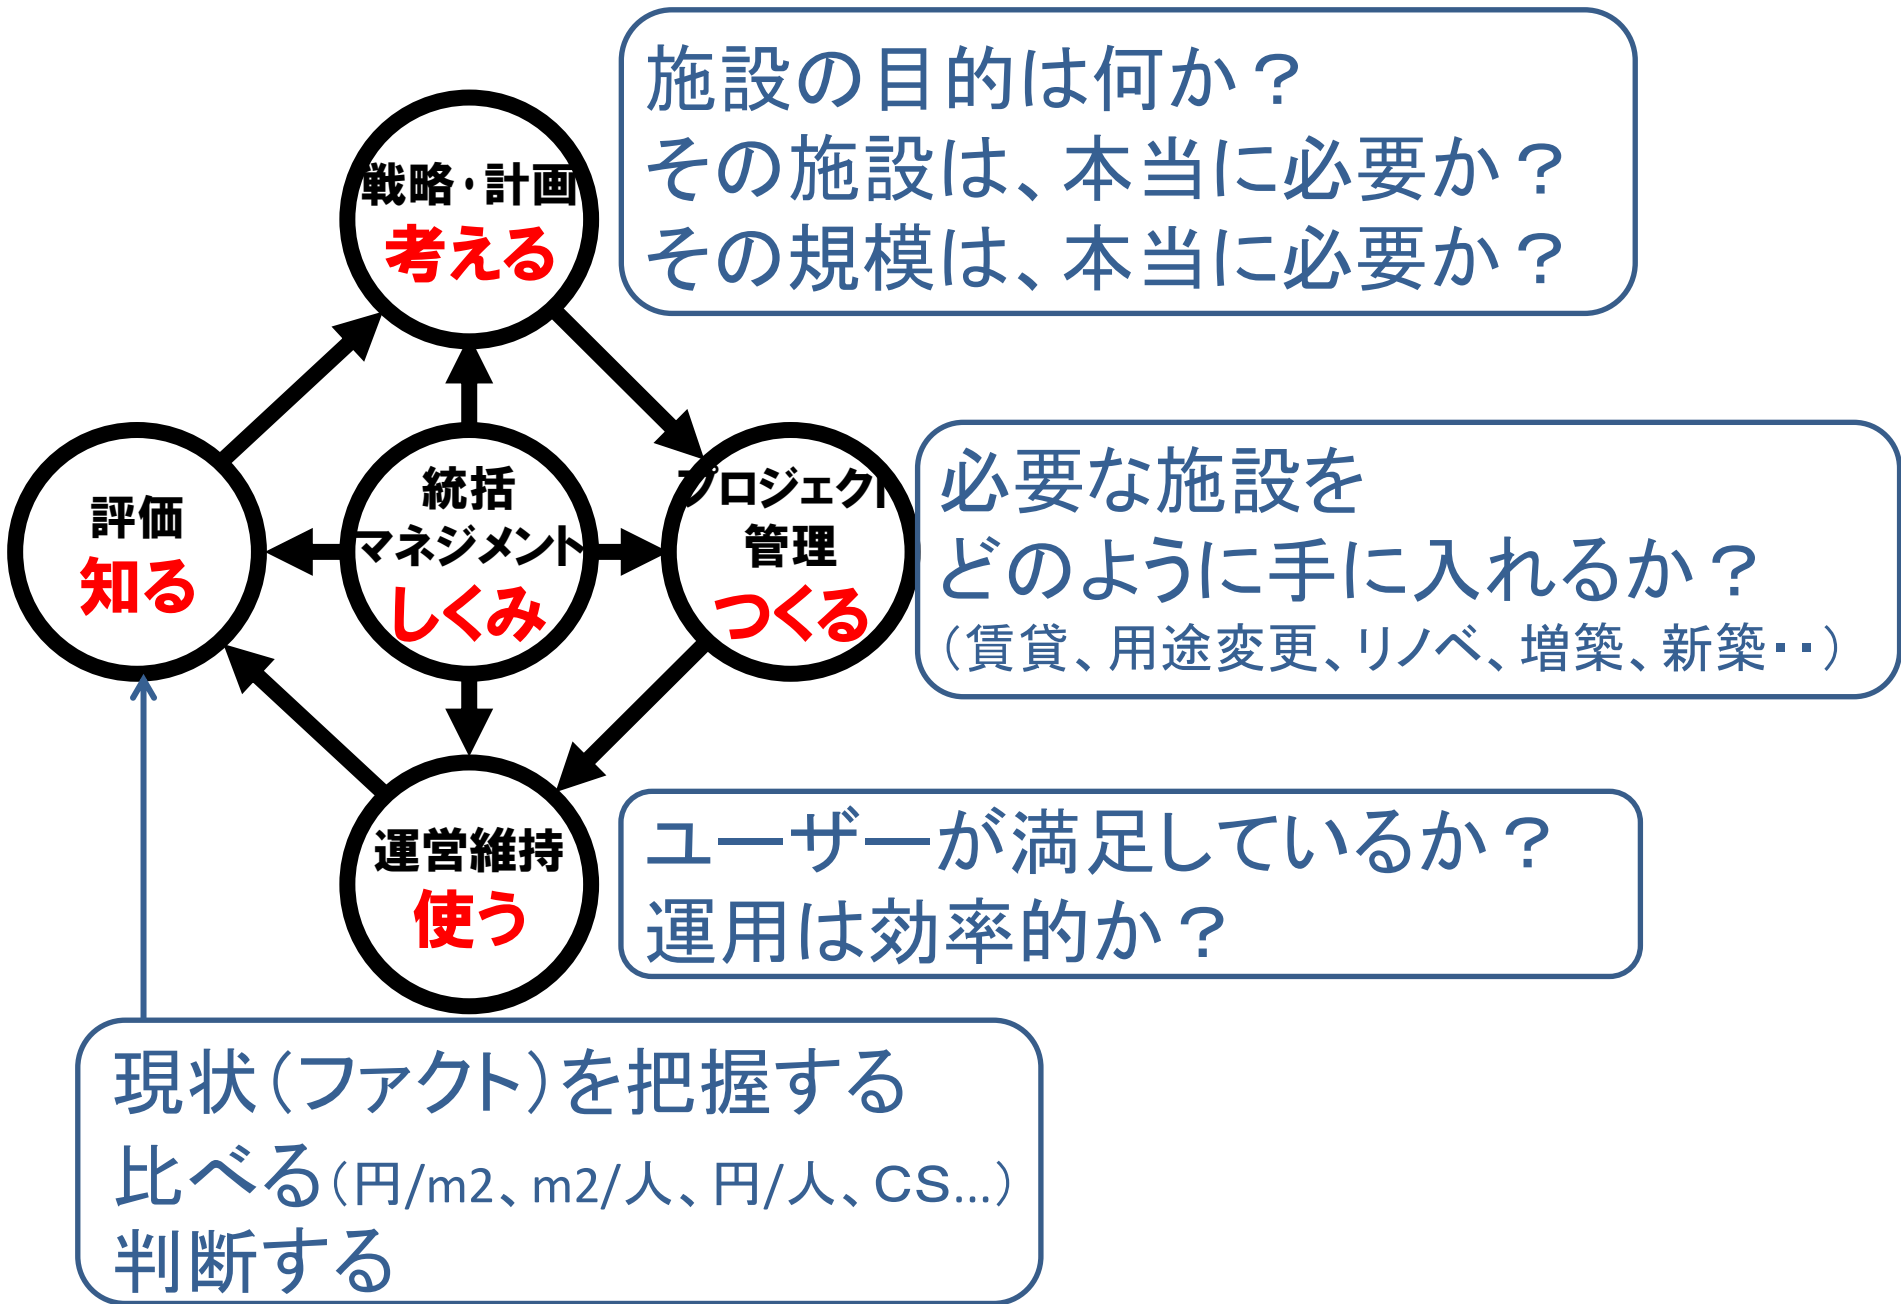 施設の目的は何か？
その施設は、本当に必要か？
その規模は、本当に必要か？
戦略・計画
考える
評価
知る
統括
マネジメント
しくみ
プロジェクト
管理
つくる
必要な施設を
どのように手に入れるか？
（賃貸、用途変更、リノベ、増築、新築・・）
運営維持
使う
ユーザーが満足しているか？
運用は効率的か？
現状（ファクト）を把握する
比べる（円/m2、m2/人、円/人、CS…）
判断する